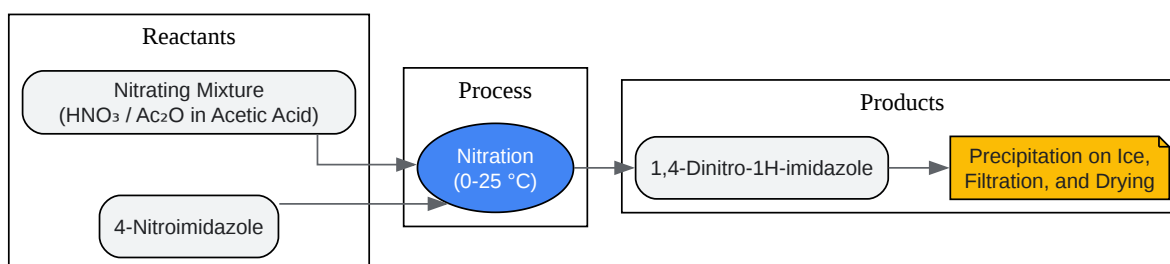 Reactants
Nitrating Mixture
(HNO₃ / Ac₂O in Acetic Acid)
4-Nitroimidazole
Process
Nitration
(0-25 °C)
Products
1,4-Dinitro-1H-imidazole
Precipitation on Ice,
Filtration, and Drying